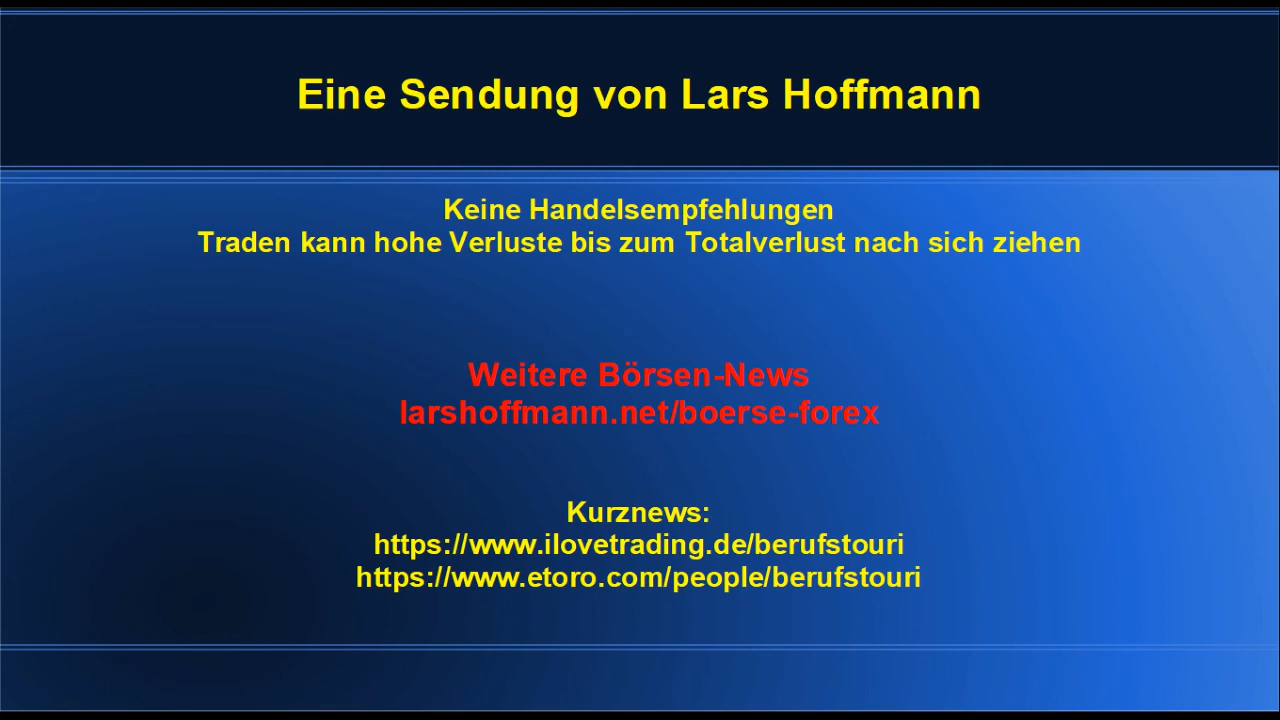 Eine Sendung von Lars Hoffmann
Keine Handelsempfehlungen
Traden kann hohe Verluste bis zum Totalverlust nach sich ziehen
Weitere Börsen-News
larshoffmann.net/boerse-forex
Kurznews:
https://www.ilovetrading.de/berufstouri
https://www.etoro.com/people/berufstouri